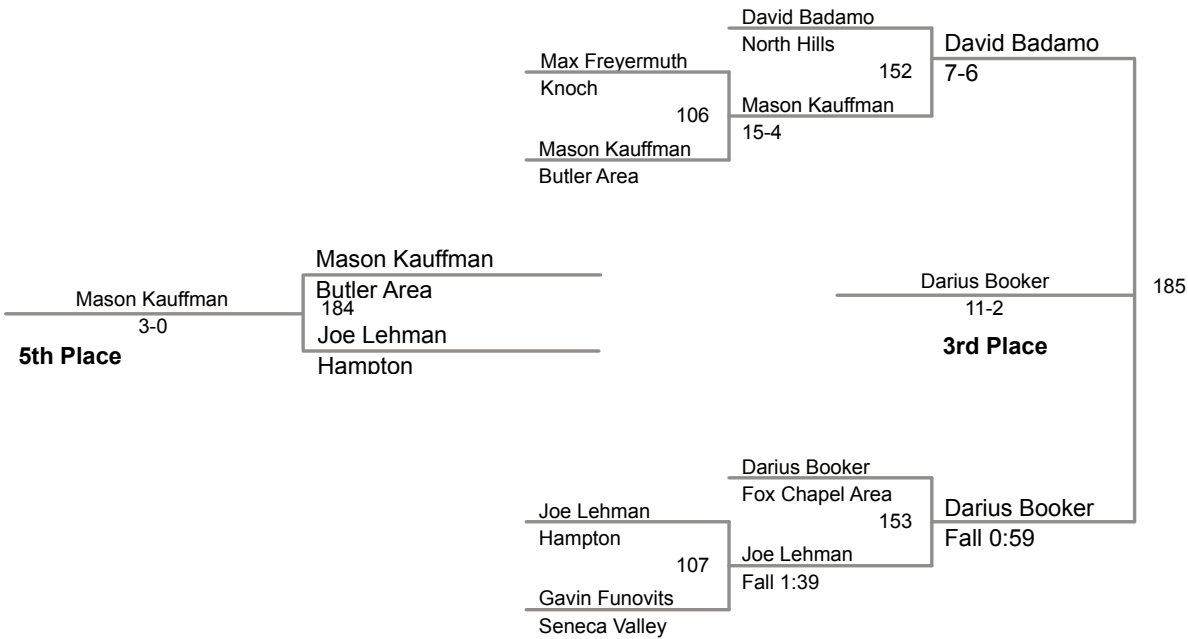 David Badamo
North Hills
David Badamo
152
7-6
Max Freyermuth
Knoch
106
Mason Kauffman
15-4
Mason Kauffman
Butler Area
Mason Kauffman
Butler Area
184
Mason Kauffman
3-0
Joe Lehman
Hampton
5th Place
Darius Booker
185
11-2
3rd Place
Darius Booker
Fox Chapel Area
Darius Booker
153
Fall 0:59
Joe Lehman
Hampton
107
Joe Lehman
Fall 1:39
Gavin Funovits
Seneca Valley